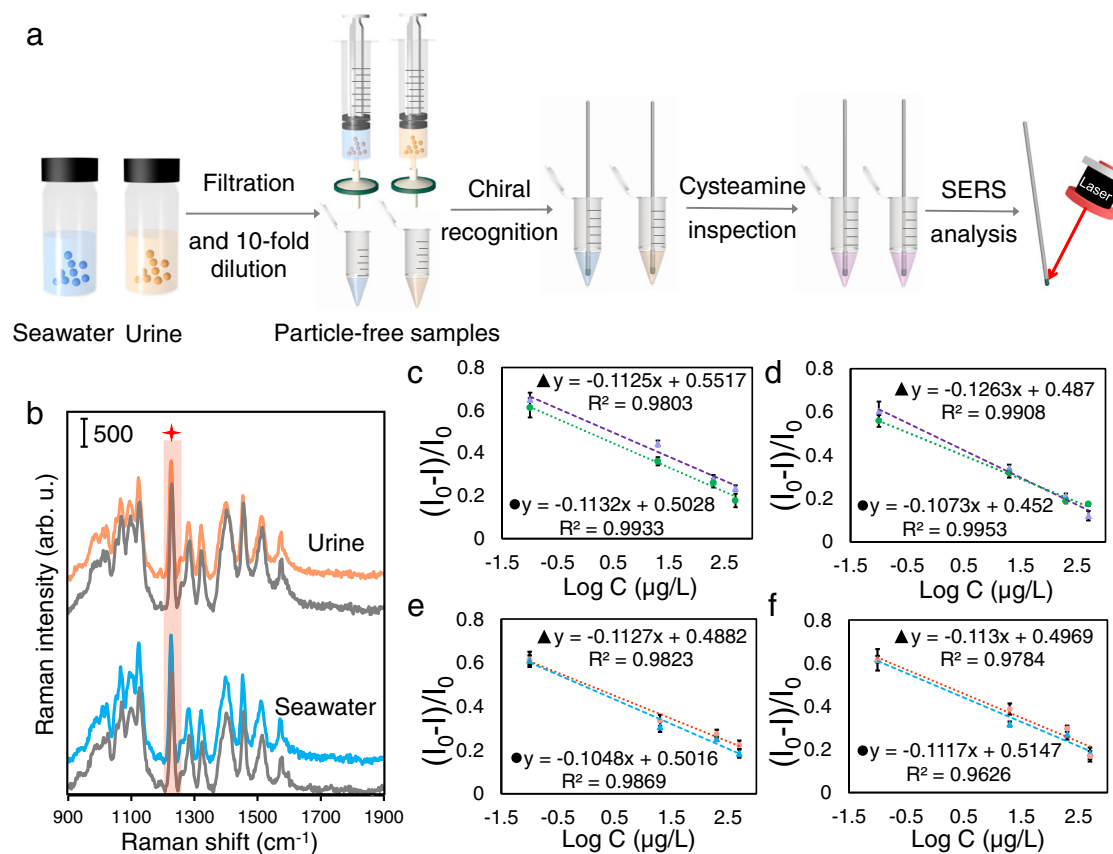 a
Filtration
and 10-fold
dilution
Chiral
recognition
Cysteamine
inspection
SERS
analysis
Laser
Seawater
Urine
Particle-free samples
b
500
Urine
Seawater
Raman intensity (arb. u.)
900 1100 1300 1500 1700 1900
Raman shift (cm⁻¹)
c
0.8
0.6
0.4
0.2
0
▲ y = -0.1125x + 0.5517
R² = 0.9803
● y = -0.1132x + 0.5028
R² = 0.9933
(I₀-I)/I₀
-1.5 -0.5 0.5 1.5 2.5
Log C (µg/L)
d
0.8
0.6
0.4
0.2
0
▲ y = -0.1263x + 0.487
R² = 0.9908
● y = -0.1073x + 0.452
R² = 0.9953
(I₀-I)/I₀
-1.5 -0.5 0.5 1.5 2.5
Log C (µg/L)
e
0.8
0.6
0.4
0.2
0
▲ y = -0.1127x + 0.4882
R² = 0.9823
● y = -0.1048x + 0.5016
R² = 0.9869
(I₀-I)/I₀
-1.5 -0.5 0.5 1.5 2.5
Log C (µg/L)
f
0.8
0.6
0.4
0.2
0
▲ y = -0.113x + 0.4969
R² = 0.9784
● y = -0.1117x + 0.5147
R² = 0.9626
(I₀-I)/I₀
-1.5 -0.5 0.5 1.5 2.5
Log C (µg/L)